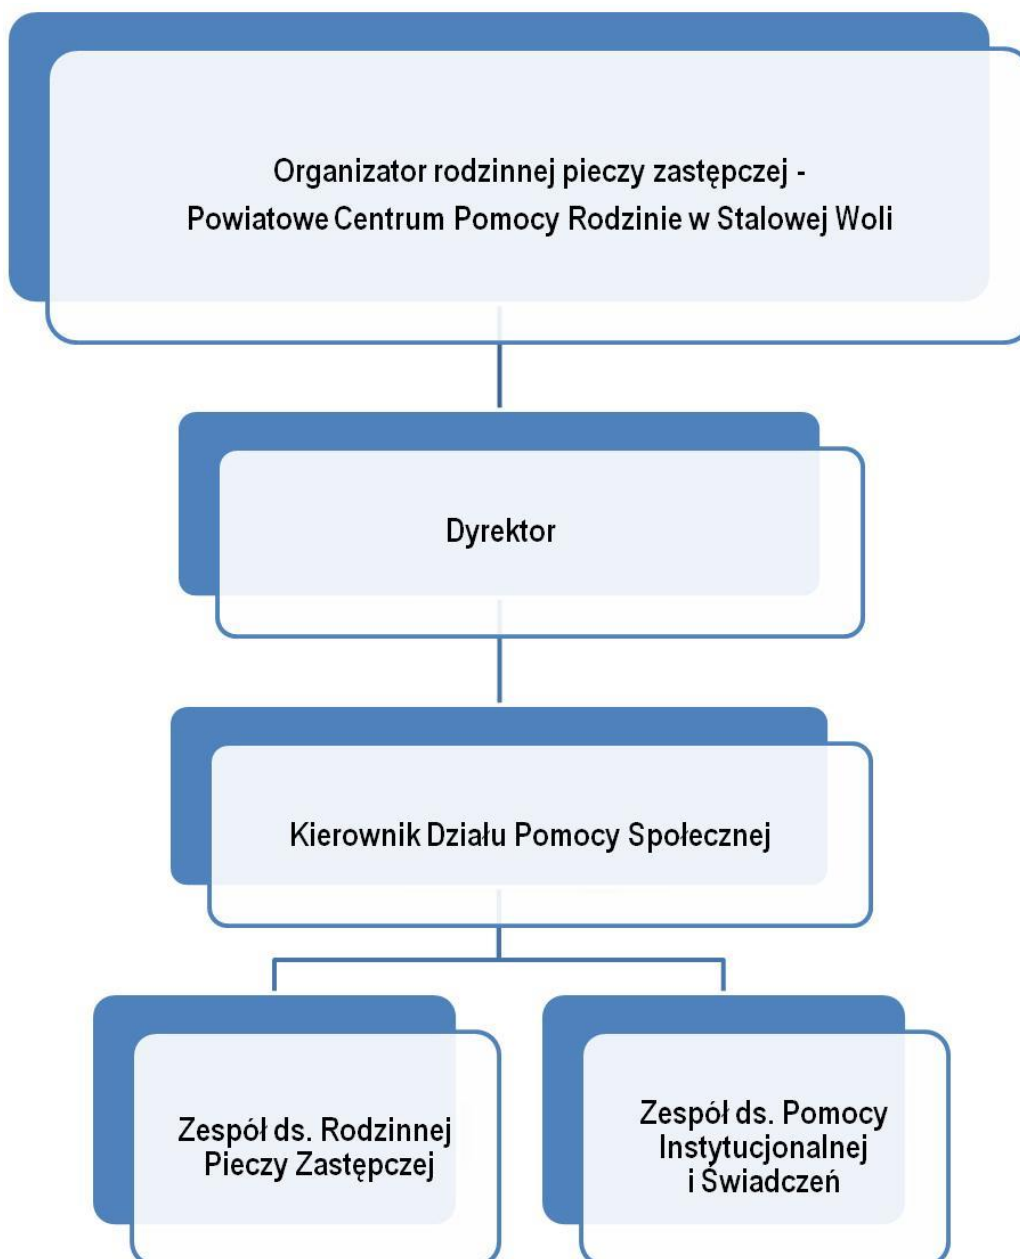 Organizator rodzinnej pieczy zastępczej -
Powiatowe Centrum Pomocy Rodzinie w Stalowej Woli
Dyrektor
Kierownik Działu Pomocy Społecznej
Zespół ds. Rodzinnej
Pieczy Zastępczej
Zespół ds. Pomocy
Instytucjonalnej
i Świadczeń